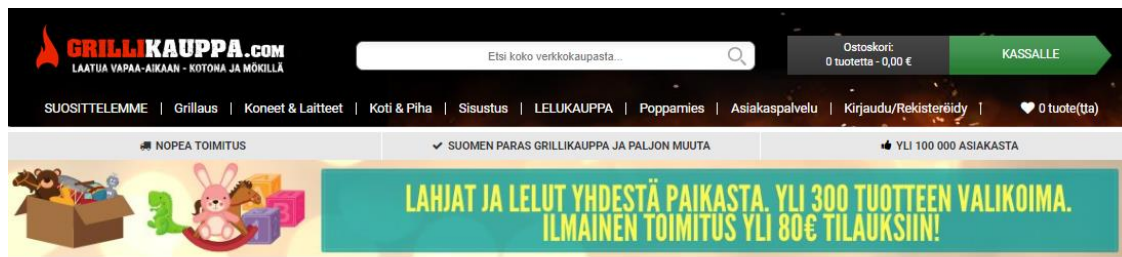 GRILLIKAUPPA.COM
LAATUA VAPAA-AIKAAN - KOTONA JA MÖKILLÄ
Etsi koko verkkokaupasta...
Ostoskori:
0 tuotetta - 0,00 €
KASSALLE
SUOSITTELEMME | Grillaus | Koneet & Laitteet | Koti & Piha | Sisustus | LELUKAUPPA | Poppamies | Asiakaspalvelu | Kirjaudu/Rekisteröidy | 0 tuote(tta)
NOPEA TOIMITUS
SUOMEN PARAS GRILLIKAUPPA JA PALJON MUUTA
YLI 100 000 ASIAKASTA
LAHJAT JA LELUT YHDESTÄ PAIKASTA. YLI 300 TUOTTEEN VALIKOIMA.
ILMAINEN TOIMITUS YLI 80€ TILAUKSIIN!